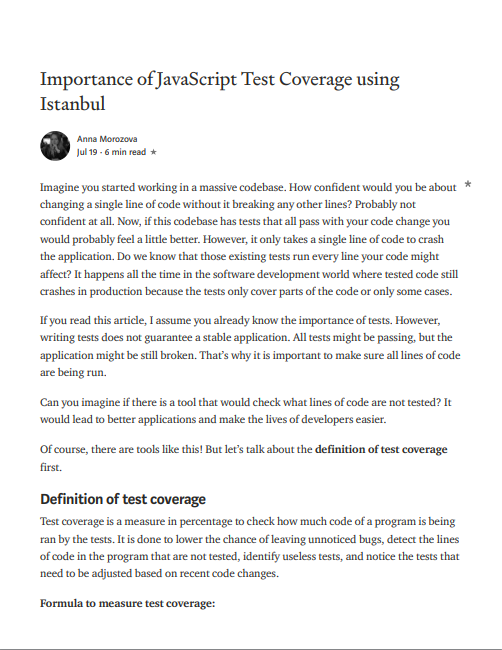 Importance of JavaScript Test Coverage using
Istanbul
Anna Morozova
Jul 19 · 6 min read ★
Imagine you started working in a massive codebase. How confident would you be about *
changing a single line of code without it breaking any other lines? Probably not
confident at all. Now, if this codebase has tests that all pass with your code change you
would probably feel a little better. However, it only takes a single line of code to crash
the application. Do we know that those existing tests run every line your code might
affect? It happens all the time in the software development world where tested code still
crashes in production because the tests only cover parts of the code or only some cases.
If you read this article, I assume you already know the importance of tests. However,
writing tests does not guarantee a stable application. All tests might be passing, but the
application might be still broken. That's why it is important to make sure all lines of code
are being run.
Can you imagine if there is a tool that would check what lines of code are not tested? It
would lead to better applications and make the lives of developers easier.
Of course, there are tools like this! But let's talk about the definition of test coverage
first.
Definition of test coverage
Test coverage is a measure in percentage to check how much code of a program is being
ran by the tests. It is done to lower the chance of leaving unnoticed bugs, detect the lines
of code in the program that are not tested, identify useless tests, and notice the tests that
need to be adjusted based on recent code changes.
Formula to measure test coverage: